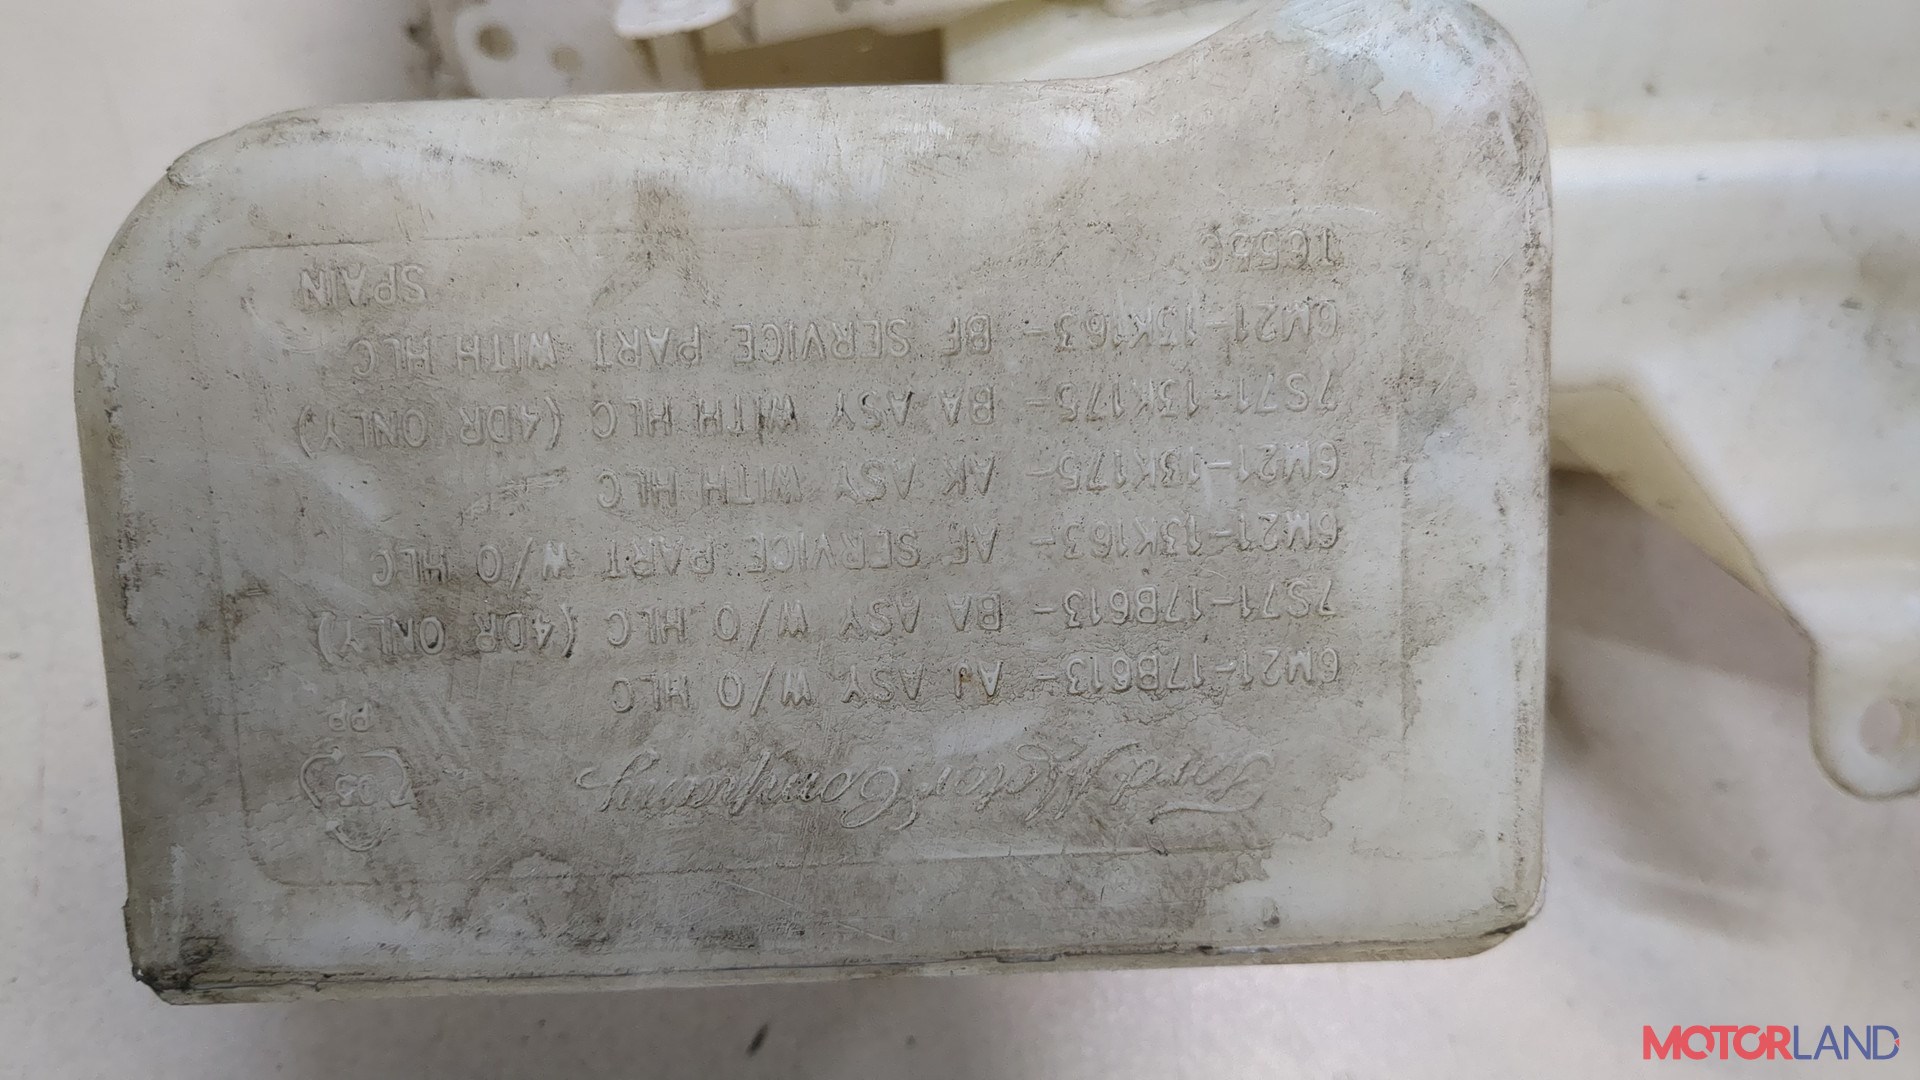 Ford Motor Company
PP
6M21-17B613- AJ ASY W/O HLC
7S71-17B613- BA ASY W/O HLC (4DR ONLY)
6M21-13K163- AF SERVICE PART W/O HLC
6M21-13K175- AK ASY WITH HLC
7S71-13K175- BA ASY WITH HLC (4DR ONLY)
6M21-13K163- BF SERVICE PART WITH HLC
SPAIN
MOTORLAND